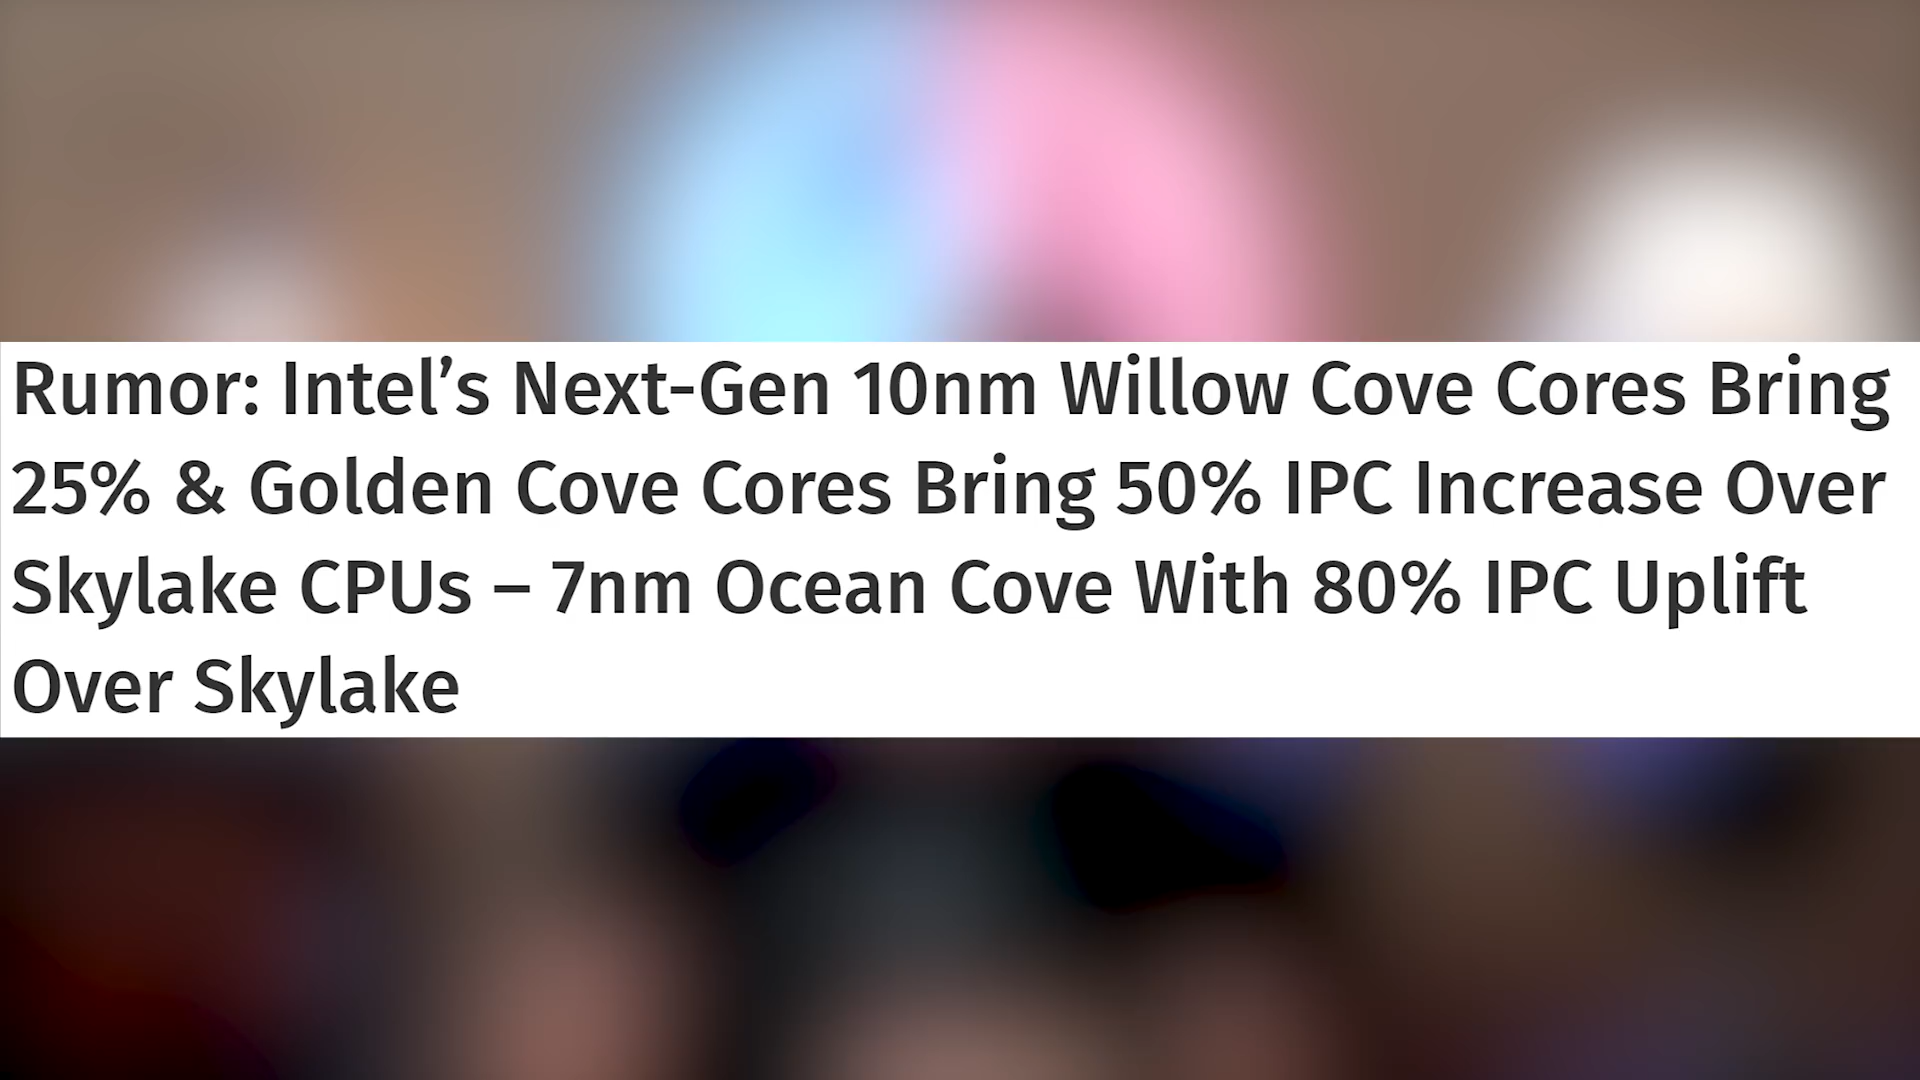 Rumor: Intel’s Next-Gen 10nm Willow Cove Cores Bring
25% & Golden Cove Cores Bring 50% IPC Increase Over
Skylake CPUs – 7nm Ocean Cove With 80% IPC Uplift
Over Skylake